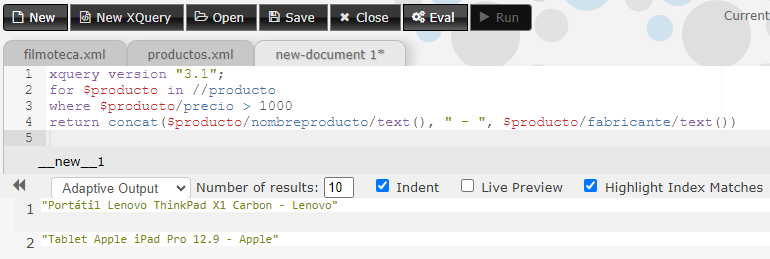 New New XQuery Open Save Close Eval Run Current
filmoteca.xml productos.xml new-document 1*
1 xquery version "3.1";
2 for $producto in //producto
3 where $producto/precio > 1000
4 return concat($producto/nombreproducto/text(), " - ", $producto/fabricante/text())
5
__new__1
Adaptive Output Number of results: 10 Indent Live Preview Highlight Index Matches
1 "Portátil Lenovo ThinkPad X1 Carbon - Lenovo"
2 "Tablet Apple iPad Pro 12.9 - Apple"